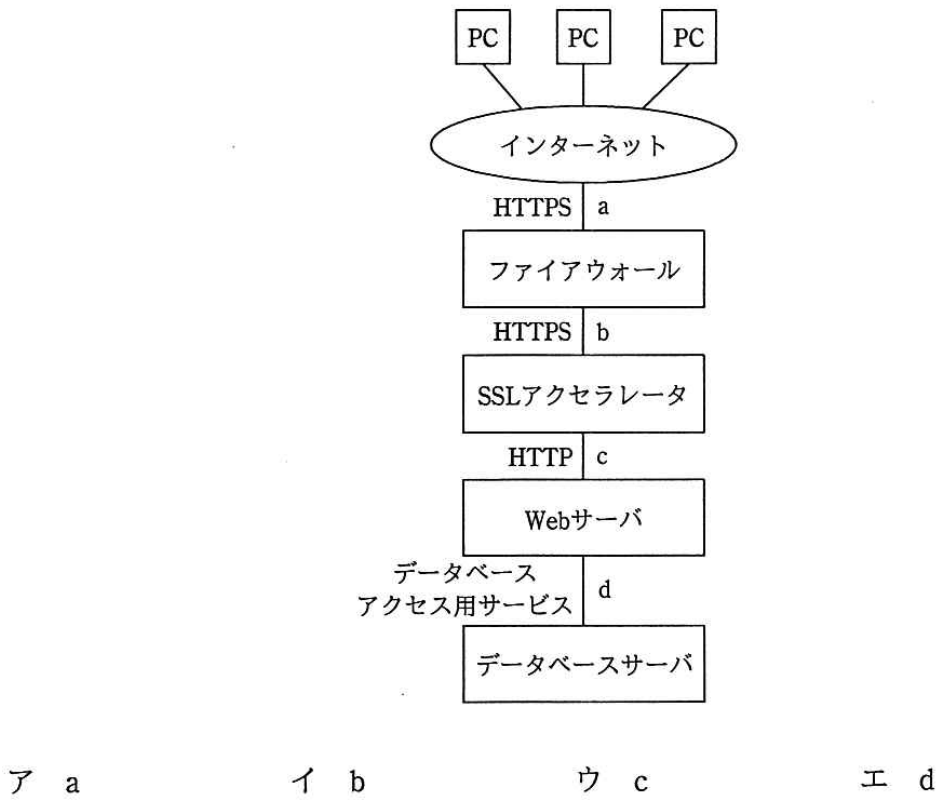 PC PC PC
インターネット
HTTPS a
ファイアウォール
HTTPS b
SSLアクセラレータ
HTTP c
Webサーバ
データベース
アクセス用サービス d
データベースサーバ
ア a イ b ウ c エ d